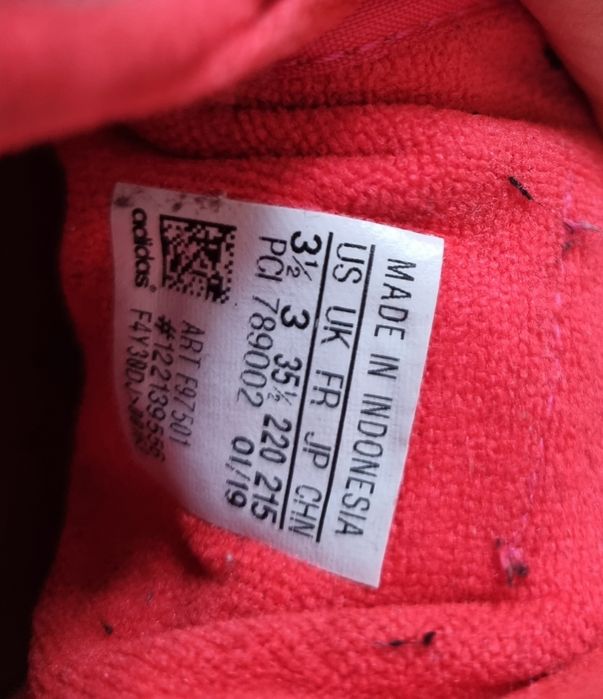 MADE IN INDONESIA
US UK FR JP CHN
3½ 3 35½ 220 215
PCI 789002 01/19
ART F97501
#122189556
adidas®